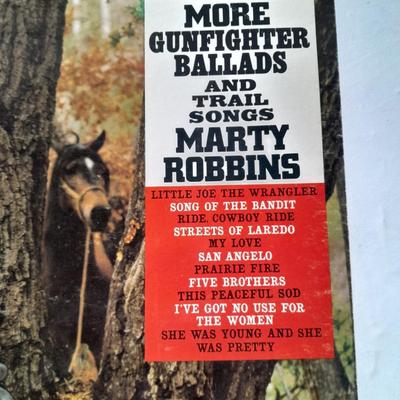 MORE
GUNFIGHTER
BALLADS
AND
TRAIL
SONGS
MARTY
ROBBINS
LITTLE JOE THE WRANGLER
SONG OF THE BANDIT
RIDE, COWBOY RIDE
STREETS OF LAREDO
MY LOVE
SAN ANGELO
PRAIRIE FIRE
FIVE BROTHERS
THIS PEACEFUL SOD
I'VE GOT NO USE FOR
THE WOMEN
SHE WAS YOUNG AND SHE
WAS PRETTY